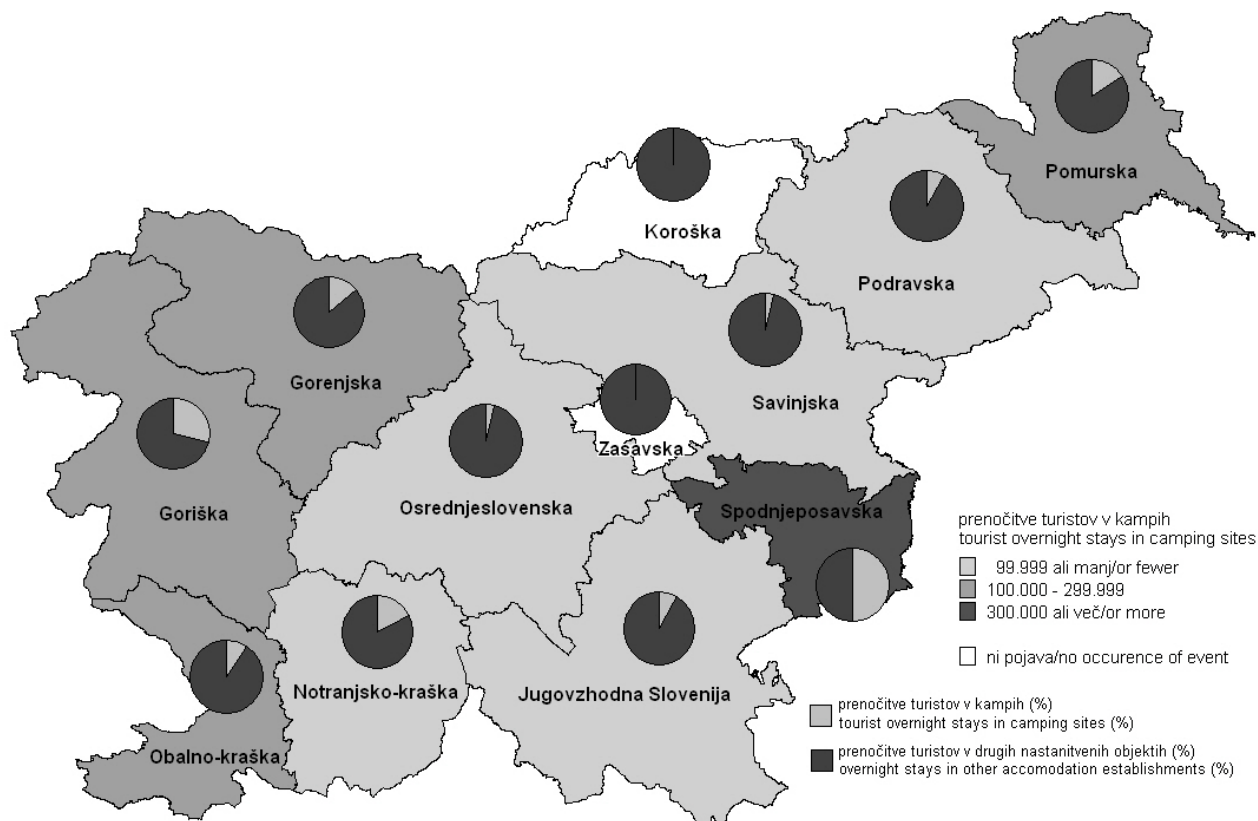 Pomurska
Koroška
Podravska
Gorenjska
Savinjska
Zasavska
Goriška
Osrednjeslovenska
Spodnjeposavska
Notranjsko-kraška
Jugovzhodna Slovenija
Obalno-kraška
prenočitve turistov v kampih
tourist overnight stays in camping sites
99.999 ali manj/or fewer
100.000 - 299.999
300.000 ali več/or more
ni pojava/no occurence of event
prenočitve turistov v kampih (%)
tourist overnight stays in camping sites (%)
prenočitve turistov v drugih nastanitvenih objektih (%)
overnight stays in other accomodation establishments (%)